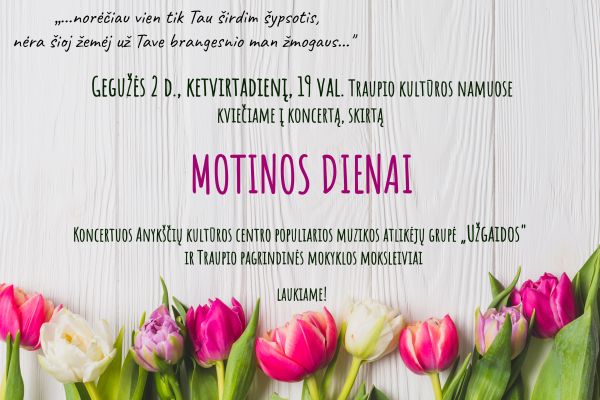 „...norėčiau vien tik Tau širdim šypsotis,
nėra šioj žemėj už Tave brangesnio man žmogaus..."
Gegužės 2 d., ketvirtadienį, 19 val. Traupio kultūros namuose
kviečiame į koncertą, skirtą
MOTINOS DIENAI
Koncertuos Anykščių kultūros centro populiarios muzikos atlikėjų grupė „Užgaidos"
ir Traupio pagrindinės mokyklos moksleiviai
laukiame!